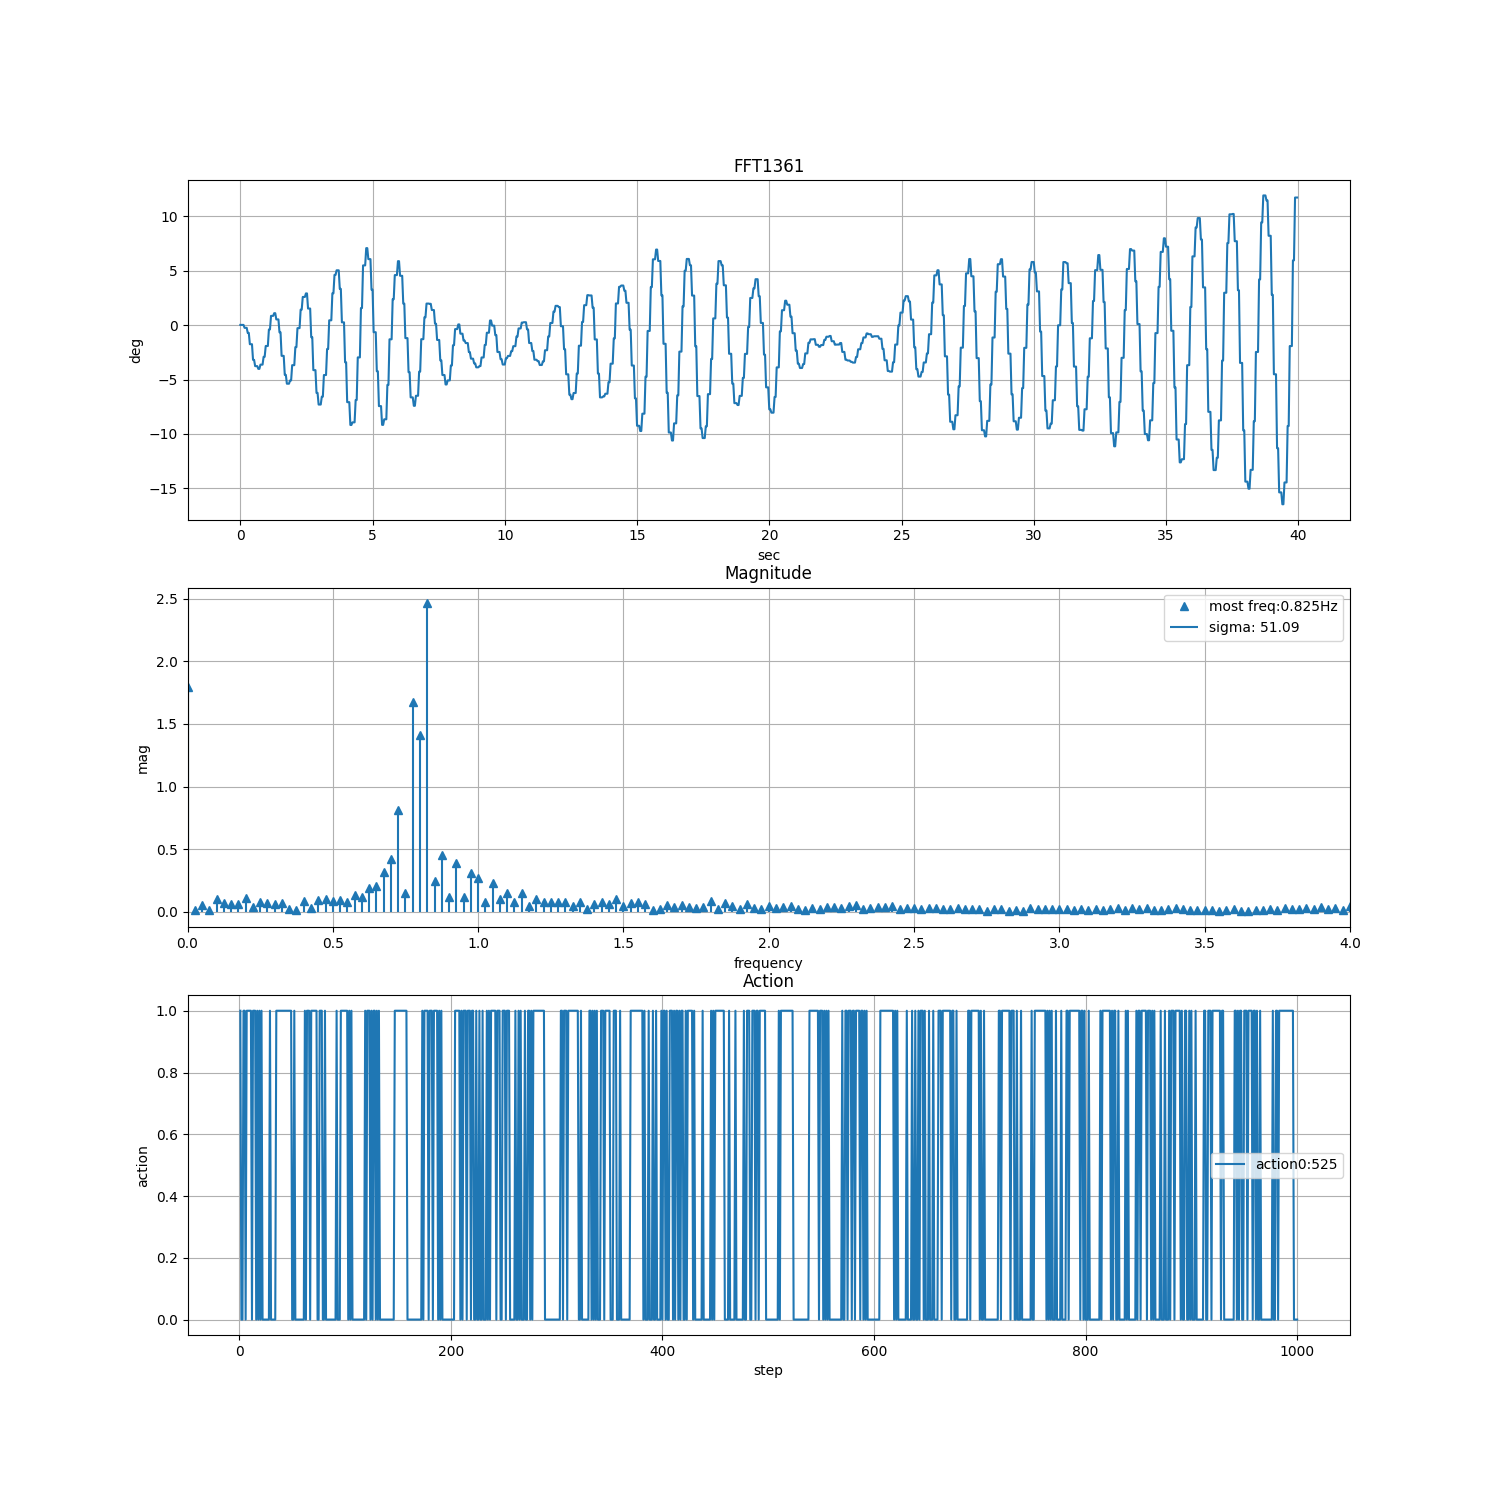 FFT1361
10
5
0
−5
−10
−15
deg
0 5 10 15 20 25 30 35 40
sec
Magnitude
2.5
2.0
1.5
1.0
0.5
0.0
mag
most freq:0.825Hz
sigma: 51.09
0.0 0.5 1.0 1.5 2.0 2.5 3.0 3.5 4.0
frequency
Action
1.0
0.8
0.6
0.4
0.2
0.0
action
action0:525
0 200 400 600 800 1000
step